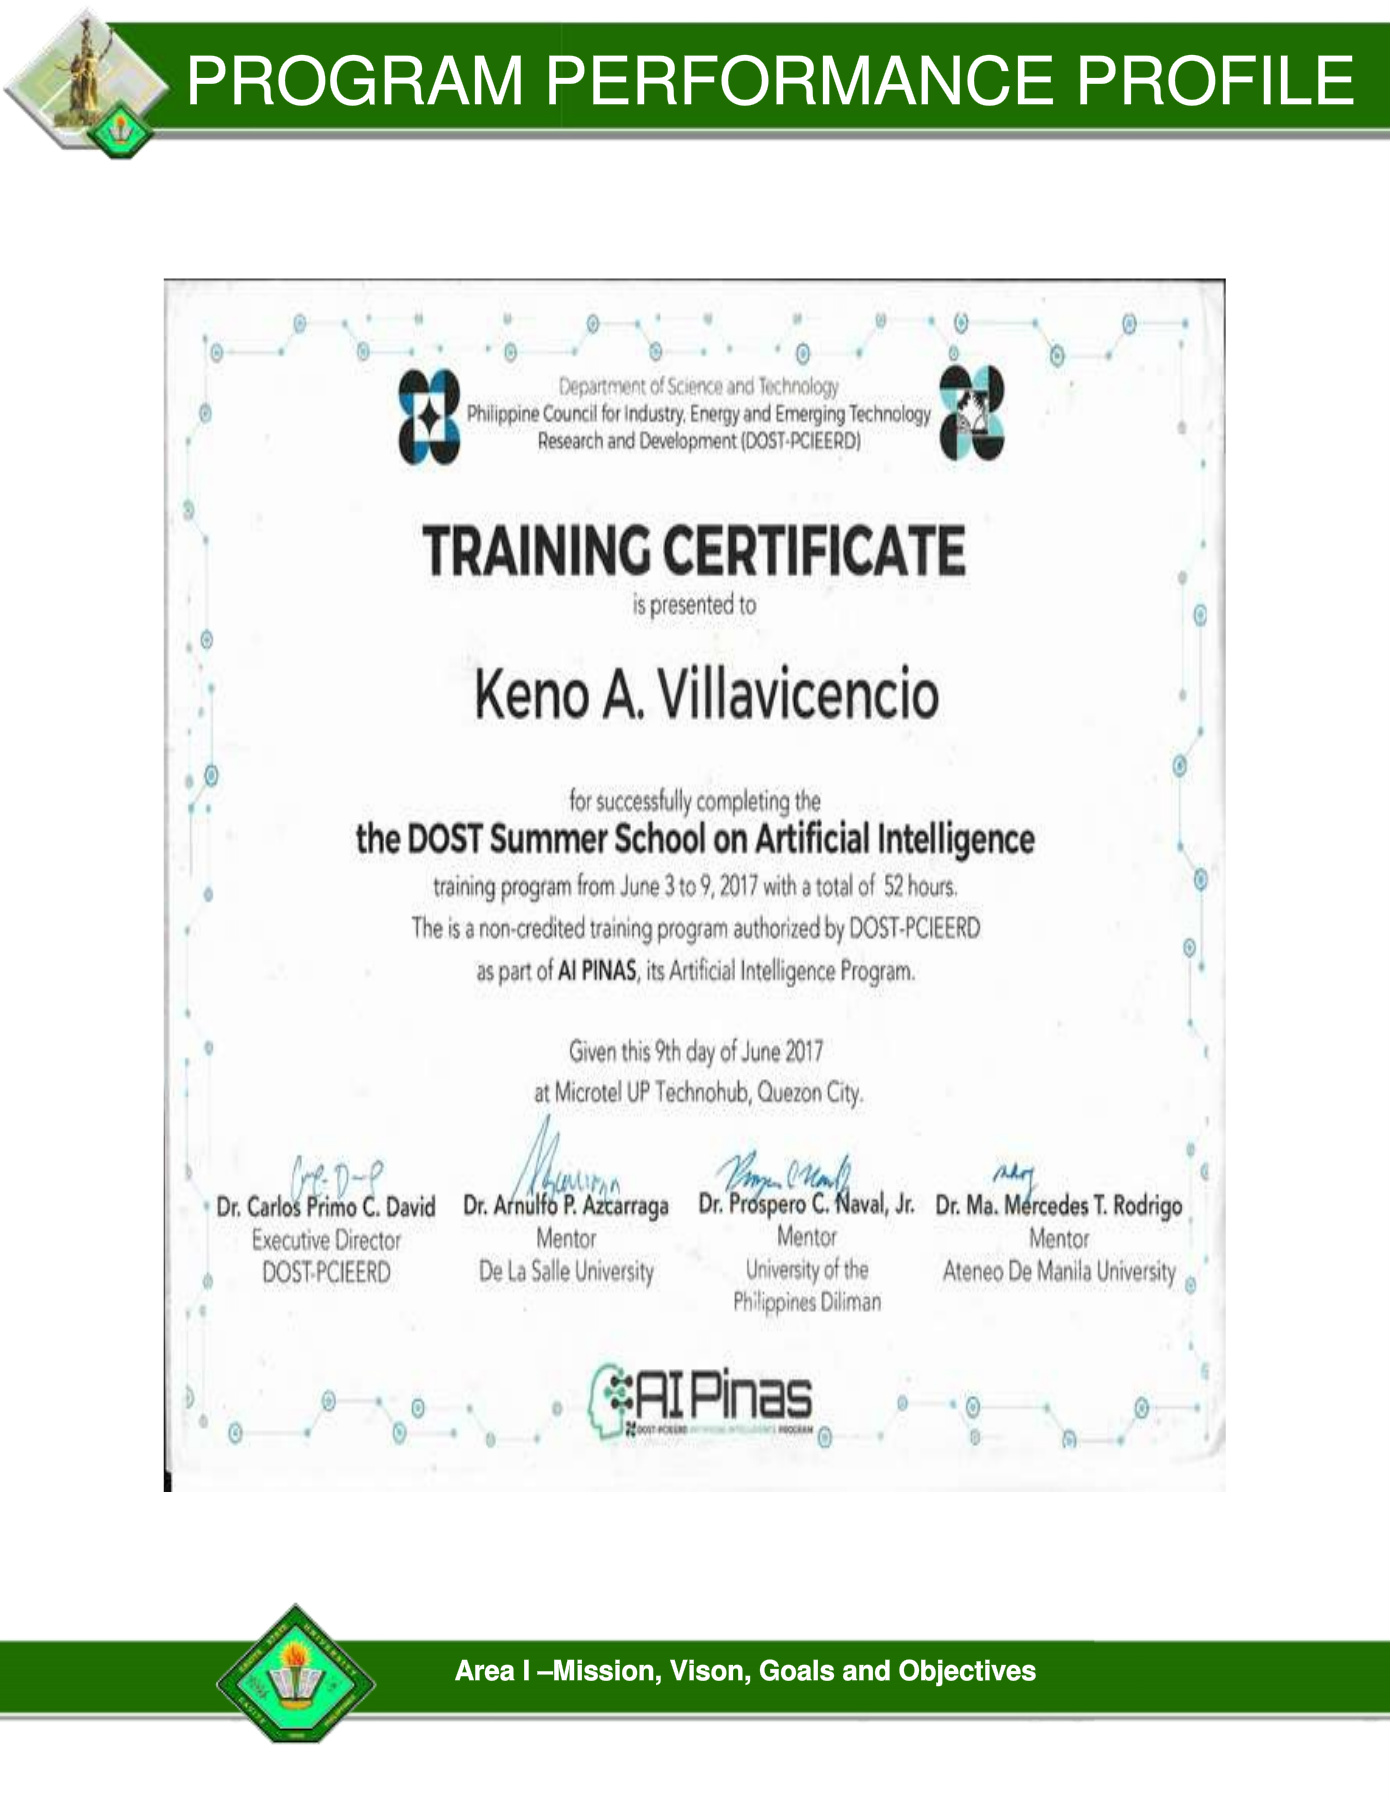 PROGRAM PERFORMANCE PROFILE
Department of Science and Technology
Philippine Council for Industry, Energy and Emerging Technology
Research and Development (DOST-PCIEERD)
TRAINING CERTIFICATE
is presented to
Keno A. Villavicencio
for successfully completing the
the DOST Summer School on Artificial Intelligence
training program from June 3 to 9, 2017 with a total of 52 hours.
The is a non-credited training program authorized by DOST-PCIEERD
as part of AI PINAS, its Artificial Intelligence Program.
Given this 9th day of June 2017
at Microtel UP Technohub, Quezon City.
Dr. Carlos Primo C. David
Executive Director
DOST-PCIEERD
Dr. Arnulfo P. Azcarraga
Mentor
De La Salle University
Dr. Prospero C. Naval, Jr.
Mentor
University of the
Philippines Diliman
Dr. Ma. Mercedes T. Rodrigo
Mentor
Ateneo De Manila University
AI Pinas
DOST-PCIEERD ARTIFICIAL INTELLIGENCE PROGRAM
Area I –Mission, Vison, Goals and Objectives